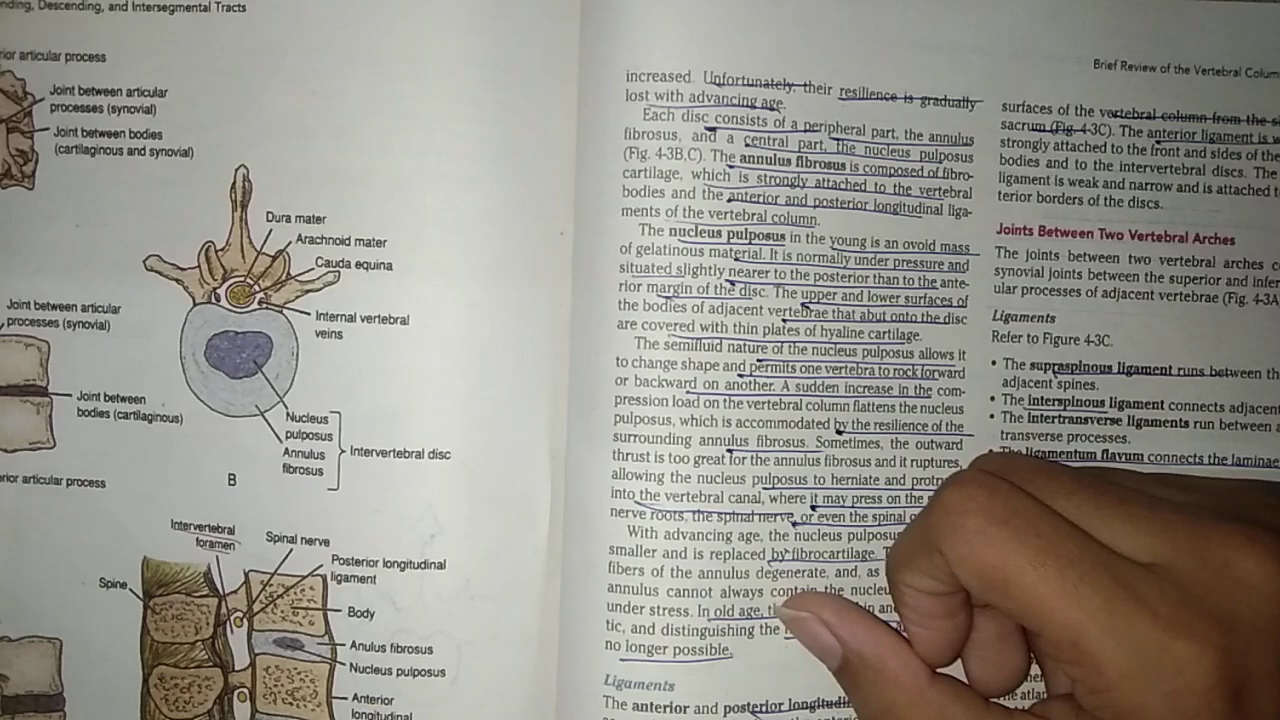 nding, Descending, and Intersegmental Tracts
rior articular process
Joint between articular
processes (synovial)
Joint between bodies
(cartilaginous and synovial)
Dura mater
Arachnoid mater
Cauda equina
Internal vertebral
veins
Joint between articular
processes (synovial)
Joint between
bodies (cartilaginous)
Nucleus
pulposus
Annulus
fibrosus
Intervertebral disc
B
erior articular process
Intervertebral
foramen
Spinal nerve
Posterior longitudinal
ligament
Spine
Body
Anulus fibrosus
Nucleus pulposus
Anterior
longitudinal
increased. Unfortunately, their resilience is gradually
lost with advancing age.
Each disc consists of a peripheral part, the annulus
fibrosus, and a central part, the nucleus pulposus
(Fig. 4-3B,C). The annulus fibrosus is composed of fibro-
cartilage, which is strongly attached to the vertebral
bodies and the anterior and posterior longitudinal liga-
ments of the vertebral column.
The nucleus pulposus in the young is an ovoid mass
of gelatinous material. It is normally under pressure and
situated slightly nearer to the posterior than to the ante-
rior margin of the disc. The upper and lower surfaces of
the bodies of adjacent vertebrae that abut onto the disc
are covered with thin plates of hyaline cartilage.
The semifluid nature of the nucleus pulposus allows it
to change shape and permits one vertebra to rock forward
or backward on another. A sudden increase in the com-
pression load on the vertebral column flattens the nucleus
pulposus, which is accommodated by the resilience of the
surrounding annulus fibrosus. Sometimes, the outward
thrust is too great for the annulus fibrosus and it ruptures,
allowing the nucleus pulposus to herniate and protru
into the vertebral canal, where it may press on the
nerve roots, the spinal nerve, or even the spinal
With advancing age, the nucleus pulposus
smaller and is replaced by fibrocartilage.
fibers of the annulus degenerate, and, as
annulus cannot always contain the nucleu
under stress. In old age, in an
tic, and distinguishing the
no longer possible.
Ligaments
The anterior and posterior longitudi
Brief Review of the Vertebral Colum
surfaces of the vertebral column from the s
sacrum (Fig. 4-3C). The anterior ligament is w
strongly attached to the front and sides of the
bodies and to the intervertebral discs. The
ligament is weak and narrow and is attached t
terior borders of the discs.
Joints Between Two Vertebral Arches
The joints between two vertebral arches c
synovial joints between the superior and infer
ular processes of adjacent vertebrae (Fig. 4-3A
Ligaments
Refer to Figure 4-3C.
• The supraspinous ligament runs between th
adjacent spines.
• The interspinous ligament connects adjacen
• The intertransverse ligaments run between a
transverse processes.
• The ligamentum flavum connects the laminae